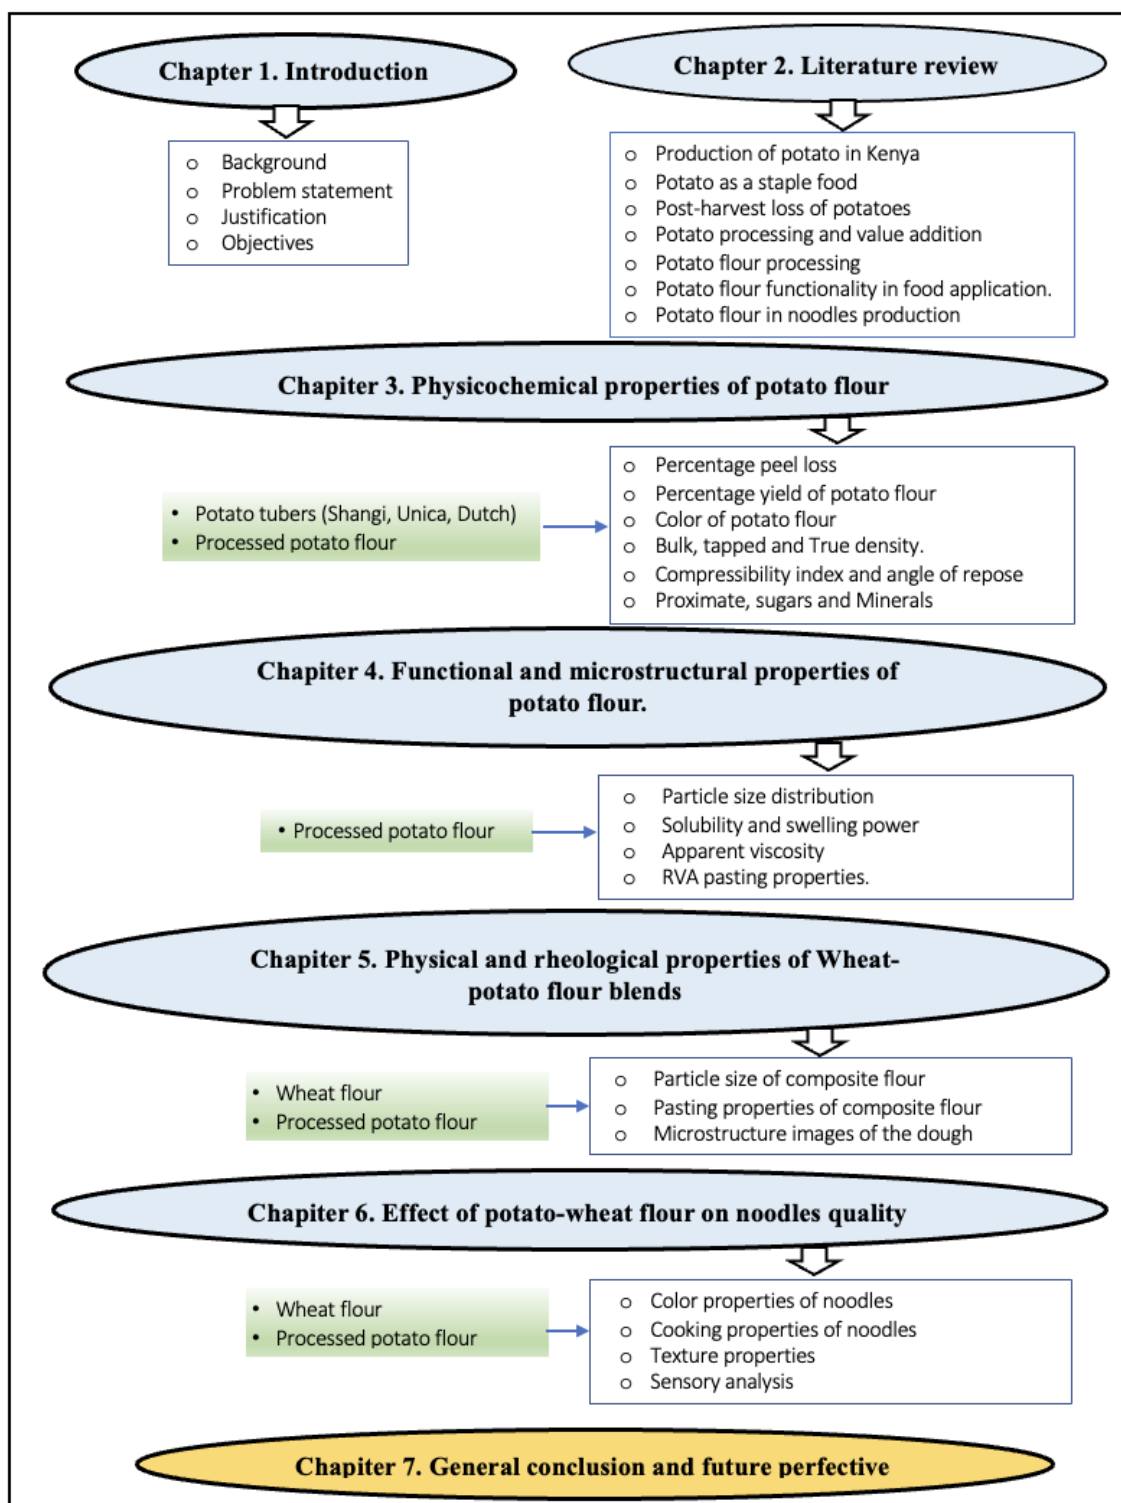 Chapter 1. Introduction
Chapter 2. Literature review
o Background
o Problem statement
o Justification
o Objectives
o Production of potato in Kenya
o Potato as a staple food
o Post-harvest loss of potatoes
o Potato processing and value addition
o Potato flour processing
o Potato flour functionality in food application.
o Potato flour in noodles production
Chapiter 3. Physicochemical properties of potato flour
• Potato tubers (Shangi, Unica, Dutch)
• Processed potato flour
o Percentage peel loss
o Percentage yield of potato flour
o Color of potato flour
o Bulk, tapped and True density.
o Compressibility index and angle of repose
o Proximate, sugars and Minerals
Chapiter 4. Functional and microstructural properties of
potato flour.
• Processed potato flour
o Particle size distribution
o Solubility and swelling power
o Apparent viscosity
o RVA pasting properties.
Chapiter 5. Physical and rheological properties of Wheat-
potato flour blends
• Wheat flour
• Processed potato flour
o Particle size of composite flour
o Pasting properties of composite flour
o Microstructure images of the dough
Chapiter 6. Effect of potato-wheat flour on noodles quality
• Wheat flour
• Processed potato flour
o Color properties of noodles
o Cooking properties of noodles
o Texture properties
o Sensory analysis
Chapiter 7. General conclusion and future perfective